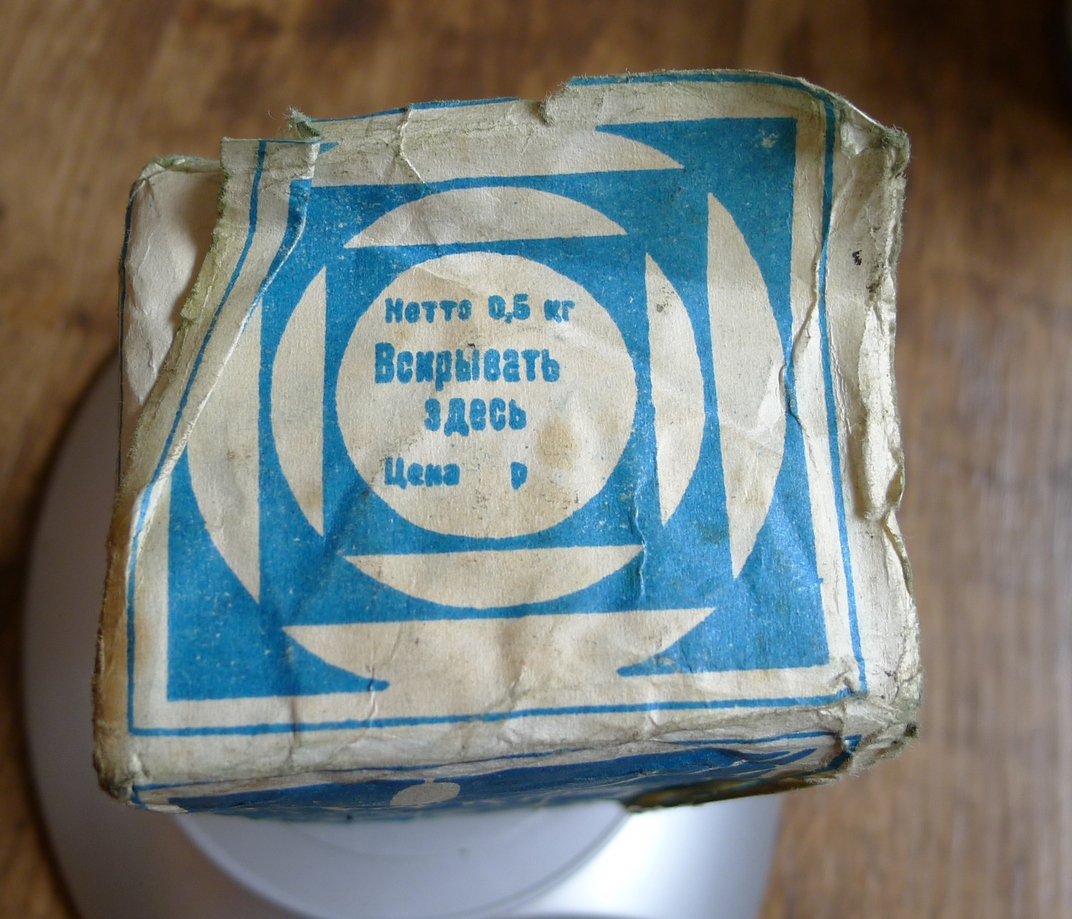 Нетто 0,5 кг
Вскрывать
здесь
Цена р